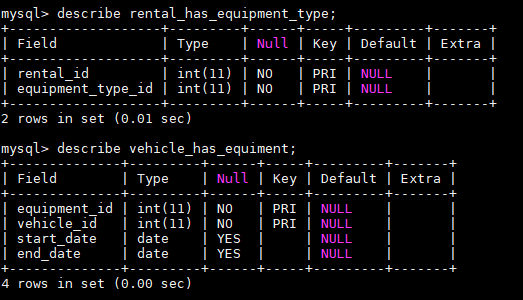 mysql> describe rental_has_equipment_type;
+-------------------+---------+------+-----+---------+-------+
| Field             | Type    | Null | Key | Default | Extra |
+-------------------+---------+------+-----+---------+-------+
| rental_id         | int(11) | NO   | PRI | NULL    |       |
| equipment_type_id | int(11) | NO   | PRI | NULL    |       |
+-------------------+---------+------+-----+---------+-------+
2 rows in set (0.01 sec)
mysql> describe vehicle_has_equiment;
+--------------+---------+------+-----+---------+-------+
| Field        | Type    | Null | Key | Default | Extra |
+--------------+---------+------+-----+---------+-------+
| equipment_id | int(11) | NO   | PRI | NULL    |       |
| vehicle_id   | int(11) | NO   | PRI | NULL    |       |
| start_date   | date    | YES  |     | NULL    |       |
| end_date     | date    | YES  |     | NULL    |       |
+--------------+---------+------+-----+---------+-------+
4 rows in set (0.00 sec)